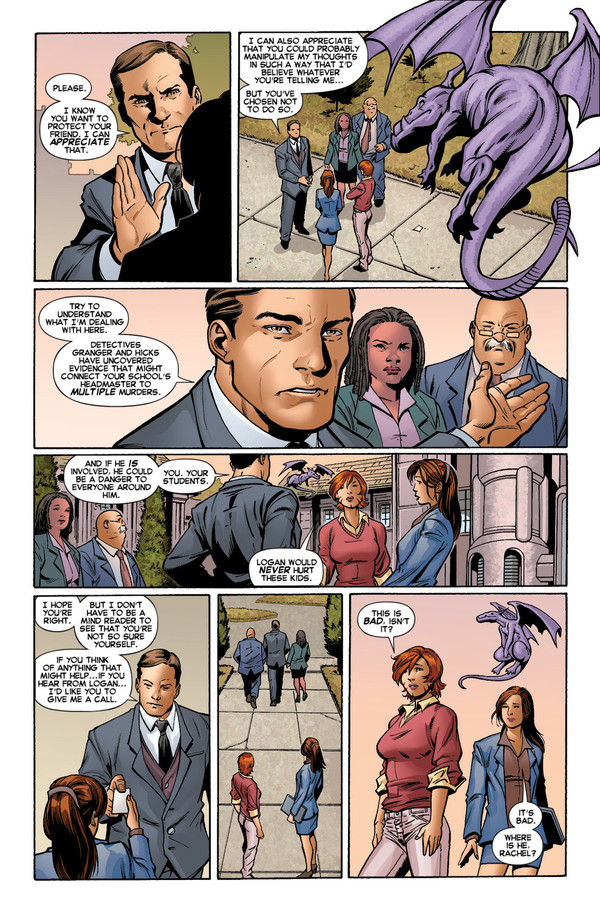 PLEASE.
I KNOW
YOU WANT TO
PROTECT YOUR
FRIEND. I CAN
APPRECIATE
THAT.
I CAN ALSO APPRECIATE
THAT YOU COULD PROBABLY
MANIPULATE MY THOUGHTS
IN SUCH A WAY THAT I'D
BELIEVE WHATEVER
YOU'RE TELLING ME...
BUT YOU'VE
CHOSEN NOT
TO DO SO.
TRY TO
UNDERSTAND
WHAT I'M DEALING
WITH HERE.
DETECTIVES
GRANGER AND HICKS
HAVE UNCOVERED
EVIDENCE THAT MIGHT
CONNECT YOUR SCHOOL'S
HEADMASTER TO
MULTIPLE MURDERS.
AND IF HE IS
INVOLVED, HE COULD
BE A DANGER TO
EVERYONE AROUND
HIM.
YOU. YOUR
STUDENTS.
LOGAN WOULD
NEVER HURT
THESE KIDS.
I HOPE
YOU'RE
RIGHT.
BUT I DON'T
HAVE TO BE A
MIND READER TO
SEE THAT YOU'RE
NOT SO SURE
YOURSELF.
IF YOU THINK
OF ANYTHING THAT
MIGHT HELP...IF YOU
HEAR FROM LOGAN...
I'D LIKE YOU TO
GIVE ME A CALL.
THIS IS
BAD, ISN'T
IT?
IT'S
BAD.
WHERE
IS HE,
RACHEL?